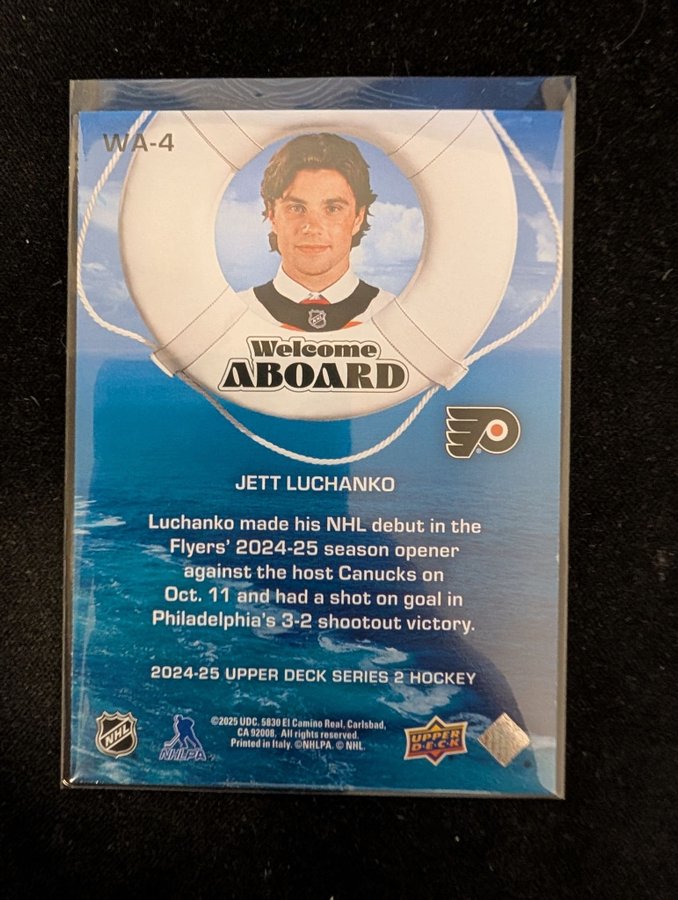 WA-4
NHL
Welcome
ABOARD
JETT LUCHANKO
Luchanko made his NHL debut in the
Flyers' 2024-25 season opener
against the host Canucks on
Oct. 11 and had a shot on goal in
Philadelphia's 3-2 shootout victory.
2024-25 UPPER DECK SERIES 2 HOCKEY
NHL
NHLPA
©2025 UDC. 5830 El Camino Real, Carlsbad,
CA 92008. All rights reserved.
Printed in Italy. ©NHLPA. © NHL.
UPPER
D·E·C·K